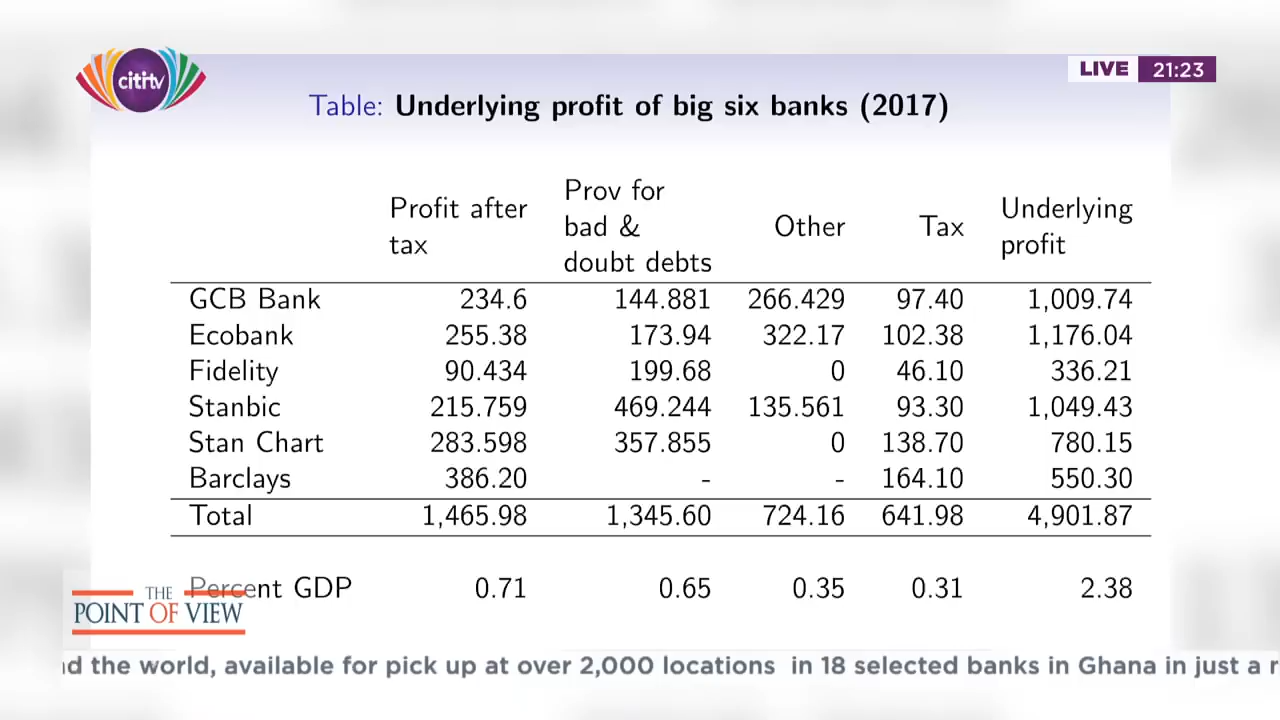 cititv
LIVE 21:23
Table: Underlying profit of big six banks (2017)
Profit after tax Prov for bad & doubt debts Other Tax Underlying profit
GCB Bank 234.6 144.881 266.429 97.40 1,009.74
Ecobank 255.38 173.94 322.17 102.38 1,176.04
Fidelity 90.434 199.68 0 46.10 336.21
Stanbic 215.759 469.244 135.561 93.30 1,049.43
Stan Chart 283.598 357.855 0 138.70 780.15
Barclays 386.20 - - 164.10 550.30
Total 1,465.98 1,345.60 724.16 641.98 4,901.87
Percent GDP 0.71 0.65 0.35 0.31 2.38
THE
POINT OF VIEW
the world, available for pick up at over 2,000 locations in 18 selected banks in Ghana in just a